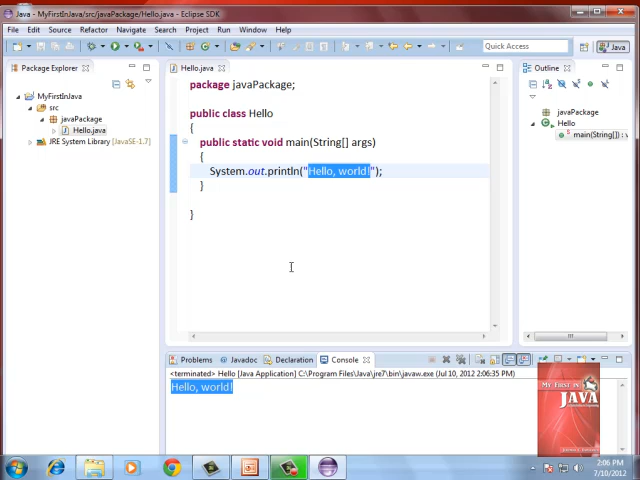 Java - MyFirstInJava/src/javaPackage/Hello.java - Eclipse SDK
File Edit Source Refactor Navigate Search Project Run Window Help
Quick Access
Java
Package Explorer
MyFirstInJava
src
javaPackage
Hello.java
JRE System Library [JavaSE-1.7]
Hello.java
package javaPackage;
public class Hello
{
public static void main(String[] args)
{
System.out.println("Hello, world!");
}
}
Outline
javaPackage
Hello
main(String[]) : v
Problems Javadoc Declaration Console
<terminated> Hello [Java Application] C:\Program Files\Java\jre7\bin\javaw.exe (Jul 10, 2012 2:06:35 PM)
Hello, world!
MY FIRST IN
JAVA
2:06 PM
7/10/2012